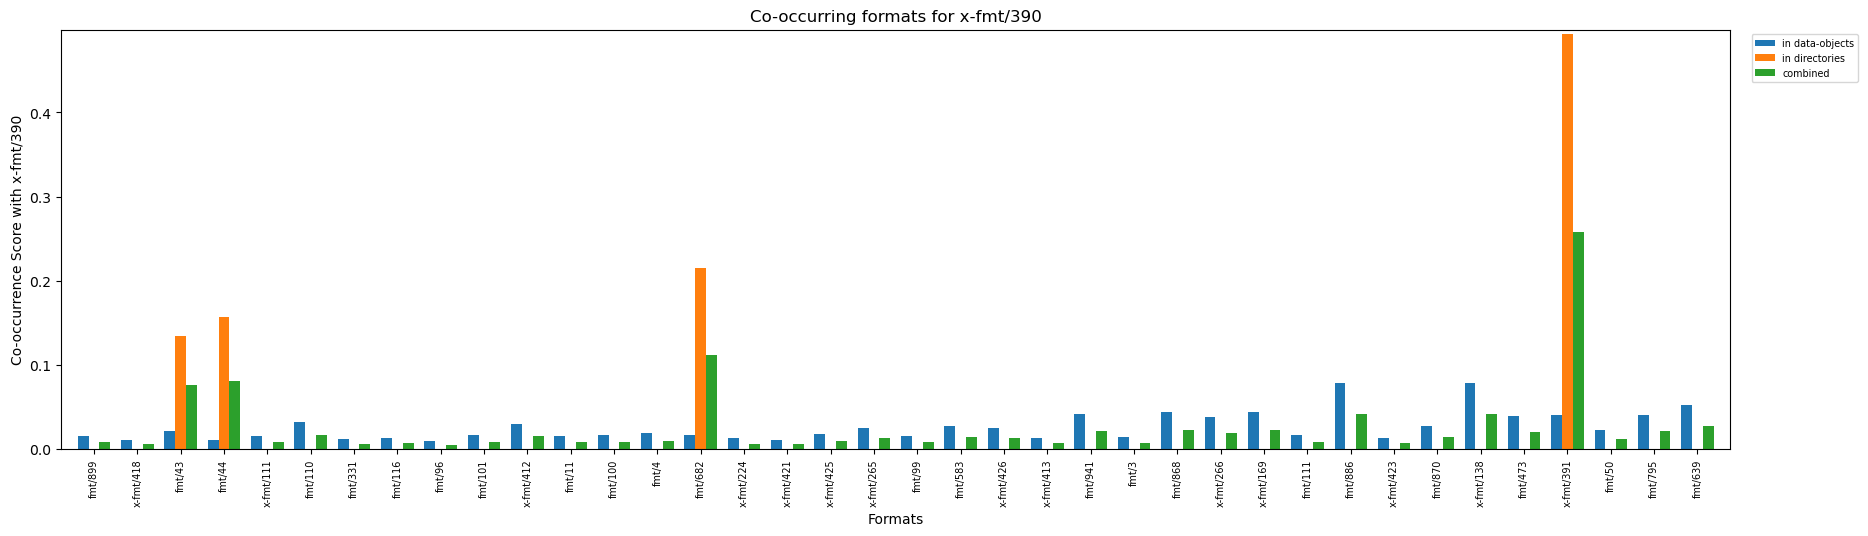 Co-occurring formats for x-fmt/390
in data-objects
in directories
combined
Co-occurrence Score with x-fmt/390
0.4
0.3
0.2
0.1
0.0
fmt/899
x-fmt/418
fmt/43
fmt/44
x-fmt/111
fmt/110
fmt/331
fmt/116
fmt/96
fmt/101
x-fmt/412
fmt/11
fmt/100
fmt/4
fmt/682
x-fmt/224
x-fmt/421
x-fmt/425
x-fmt/265
fmt/99
fmt/583
x-fmt/426
x-fmt/413
fmt/941
fmt/3
fmt/868
x-fmt/266
x-fmt/169
fmt/111
fmt/886
x-fmt/423
fmt/870
x-fmt/138
fmt/473
x-fmt/391
fmt/50
fmt/795
fmt/639
Formats